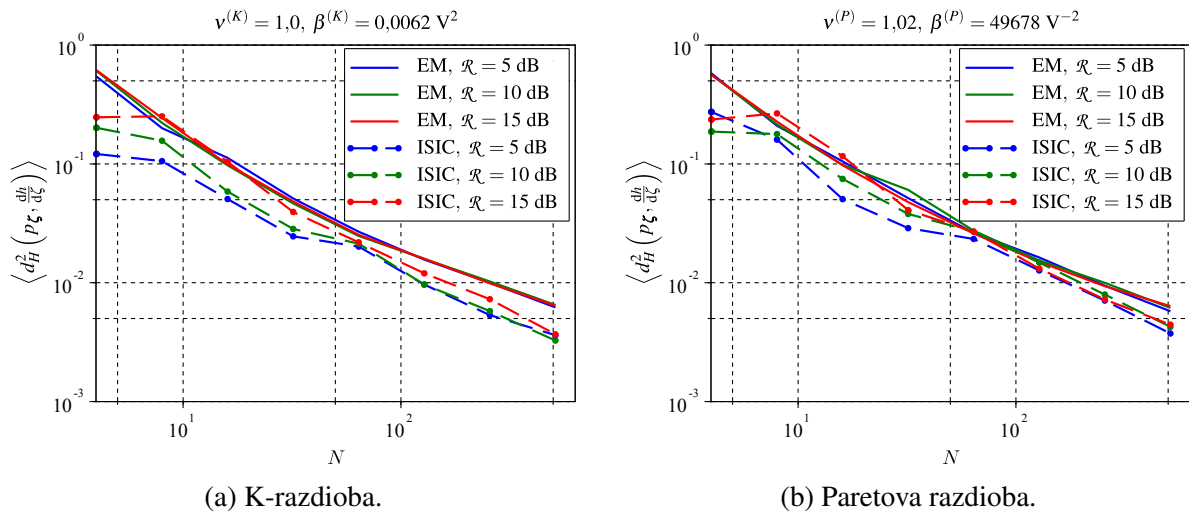 ν^(K) = 1,0, β^(K) = 0,0062 V²
10⁰
10⁻¹
10⁻²
10⁻³
⟨d²_H (p_ζ, dh/dζ)⟩
EM, ℛ = 5 dB
EM, ℛ = 10 dB
EM, ℛ = 15 dB
ISIC, ℛ = 5 dB
ISIC, ℛ = 10 dB
ISIC, ℛ = 15 dB
10¹
10²
N
(a) K-razdioba.
ν^(P) = 1,02, β^(P) = 49678 V⁻²
10⁰
10⁻¹
10⁻²
10⁻³
⟨d²_H (p_ζ, dh/dζ)⟩
EM, ℛ = 5 dB
EM, ℛ = 10 dB
EM, ℛ = 15 dB
ISIC, ℛ = 5 dB
ISIC, ℛ = 10 dB
ISIC, ℛ = 15 dB
10¹
10²
N
(b) Paretova razdioba.